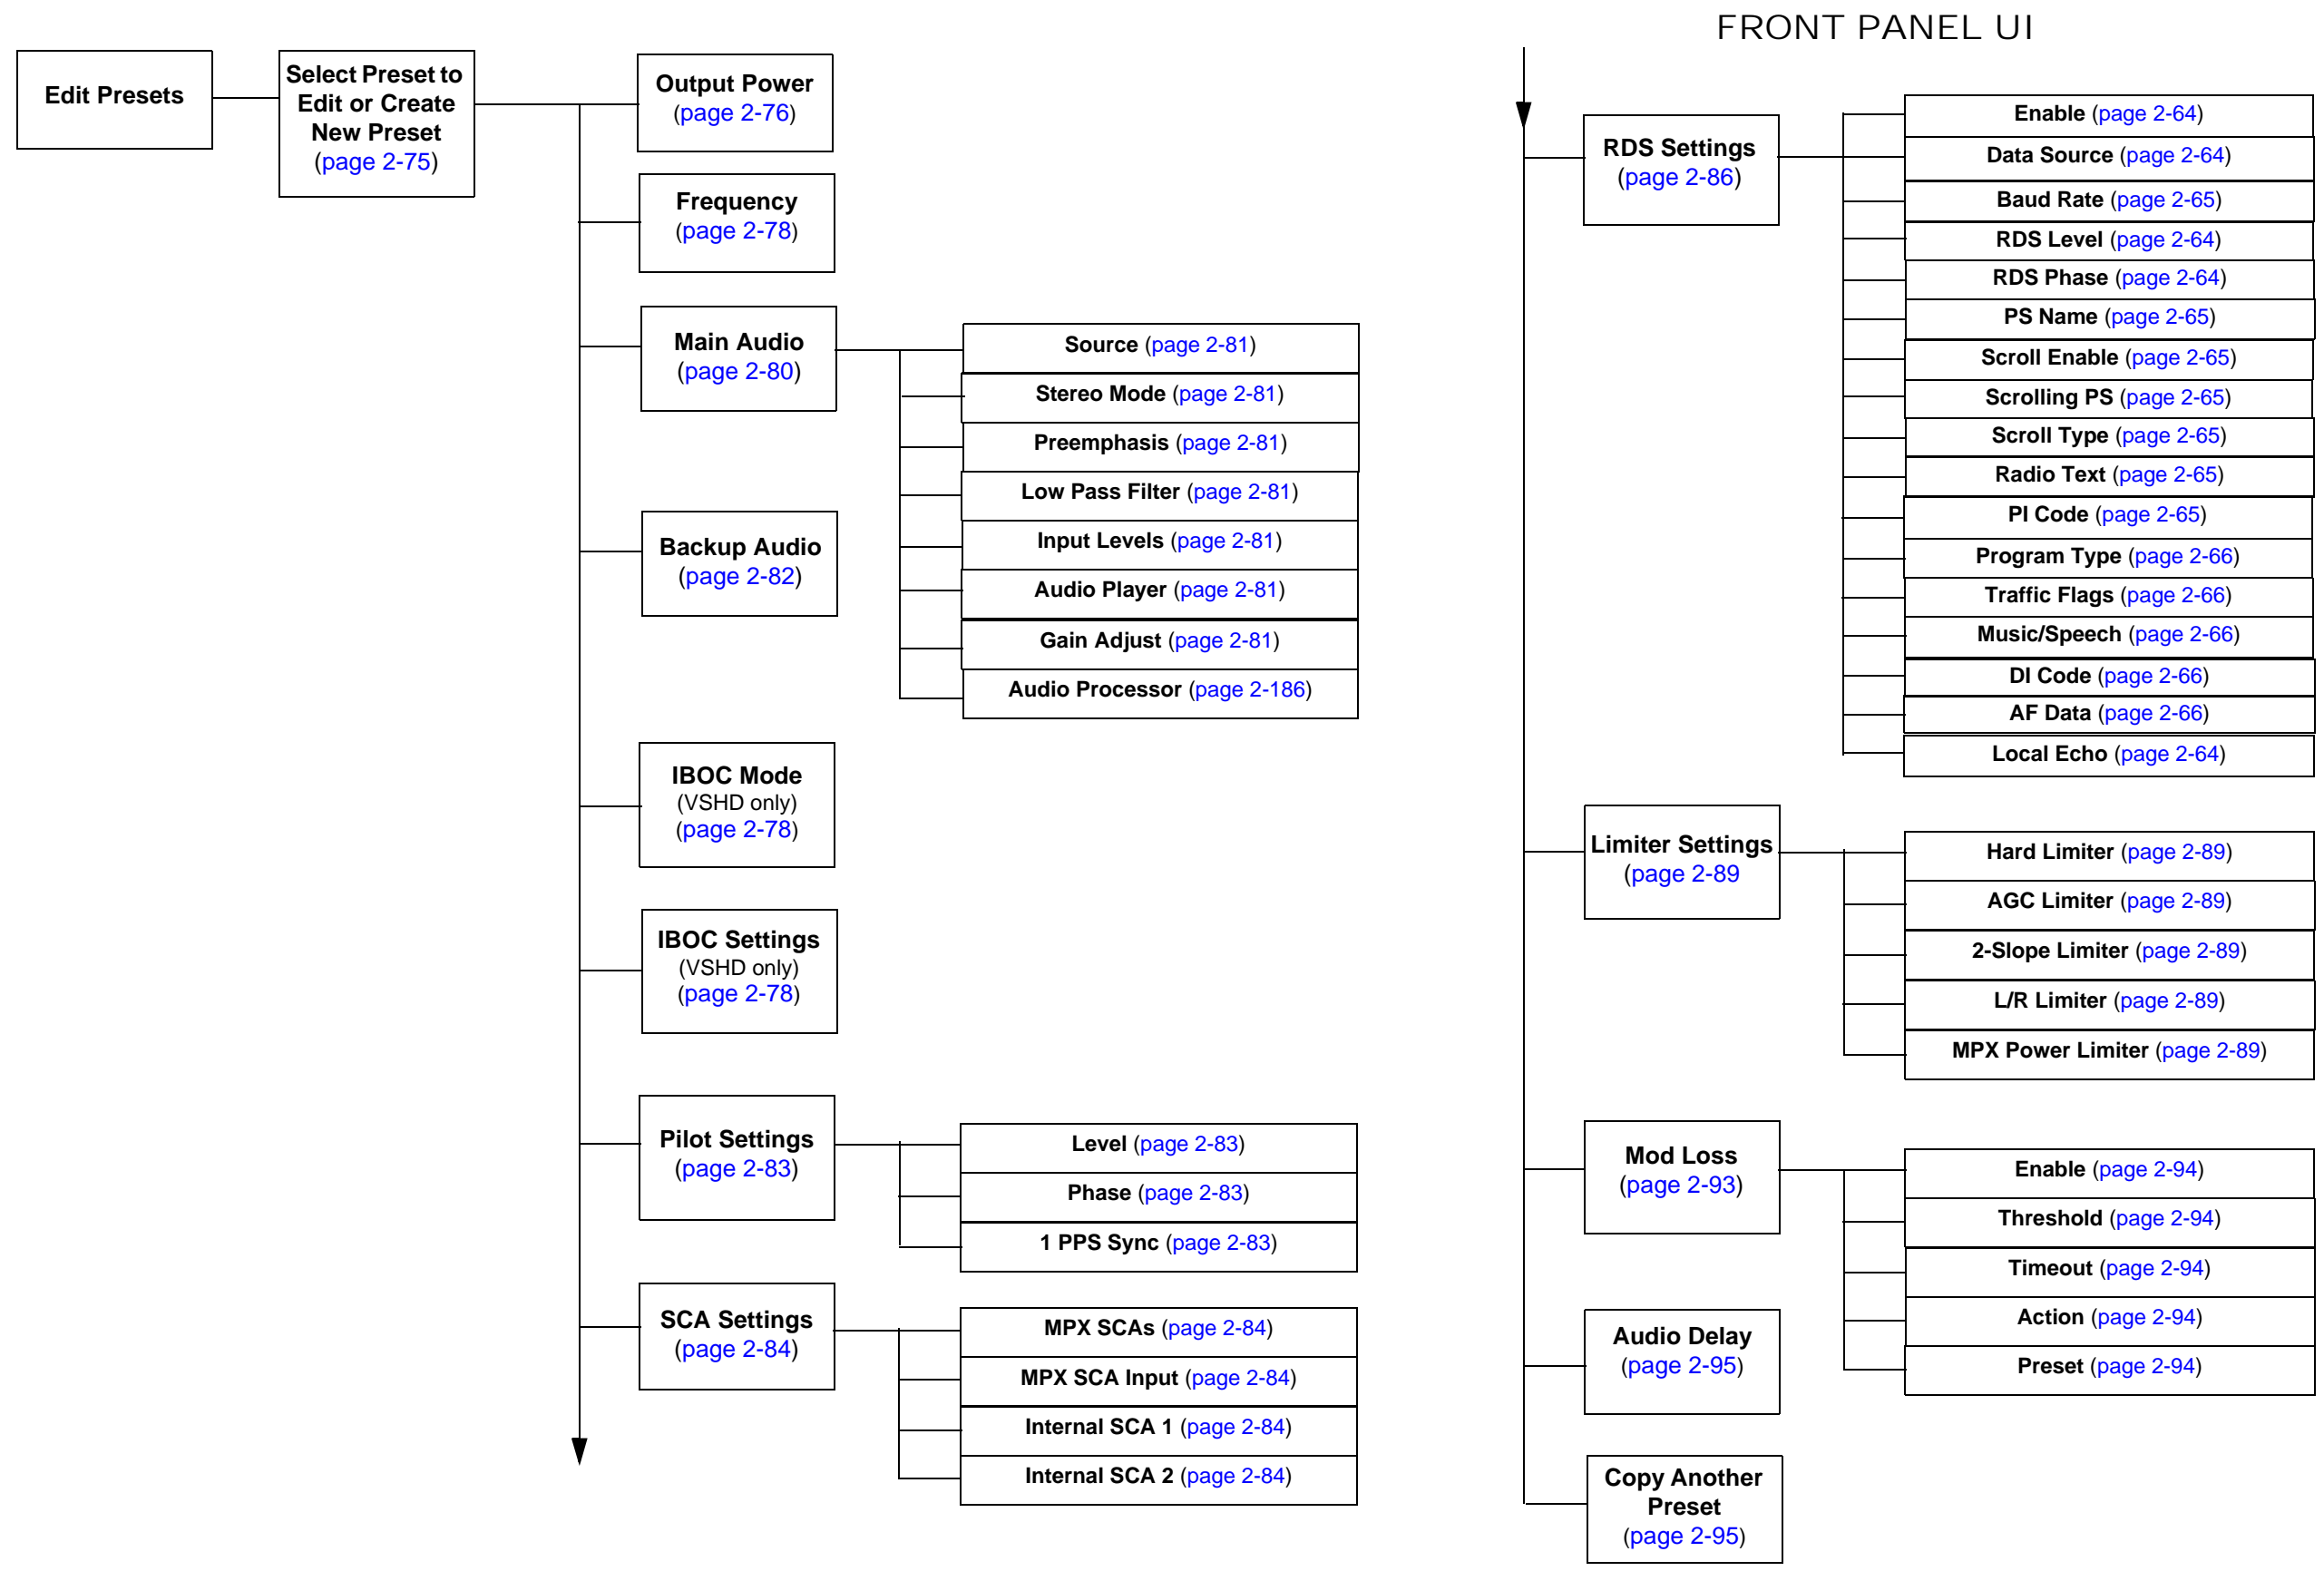 FRONT PANEL UI
Edit Presets
Select Preset to
Edit or Create
New Preset
(page 2-75)
Output Power
(page 2-76)
Frequency
(page 2-78)
Main Audio
(page 2-80)
Source (page 2-81)
Stereo Mode (page 2-81)
Preemphasis (page 2-81)
Low Pass Filter (page 2-81)
Input Levels (page 2-81)
Audio Player (page 2-81)
Gain Adjust (page 2-81)
Audio Processor (page 2-186)
Backup Audio
(page 2-82)
IBOC Mode
(VSHD only)
(page 2-78)
IBOC Settings
(VSHD only)
(page 2-78)
Pilot Settings
(page 2-83)
Level (page 2-83)
Phase (page 2-83)
1 PPS Sync (page 2-83)
SCA Settings
(page 2-84)
MPX SCAs (page 2-84)
MPX SCA Input (page 2-84)
Internal SCA 1 (page 2-84)
Internal SCA 2 (page 2-84)
RDS Settings
(page 2-86)
Enable (page 2-64)
Data Source (page 2-64)
Baud Rate (page 2-65)
RDS Level (page 2-64)
RDS Phase (page 2-64)
PS Name (page 2-65)
Scroll Enable (page 2-65)
Scrolling PS (page 2-65)
Scroll Type (page 2-65)
Radio Text (page 2-65)
PI Code (page 2-65)
Program Type (page 2-66)
Traffic Flags (page 2-66)
Music/Speech (page 2-66)
DI Code (page 2-66)
AF Data (page 2-66)
Local Echo (page 2-64)
Limiter Settings
(page 2-89
Hard Limiter (page 2-89)
AGC Limiter (page 2-89)
2-Slope Limiter (page 2-89)
L/R Limiter (page 2-89)
MPX Power Limiter (page 2-89)
Mod Loss
(page 2-93)
Enable (page 2-94)
Threshold (page 2-94)
Timeout (page 2-94)
Action (page 2-94)
Preset (page 2-94)
Audio Delay
(page 2-95)
Copy Another
Preset
(page 2-95)